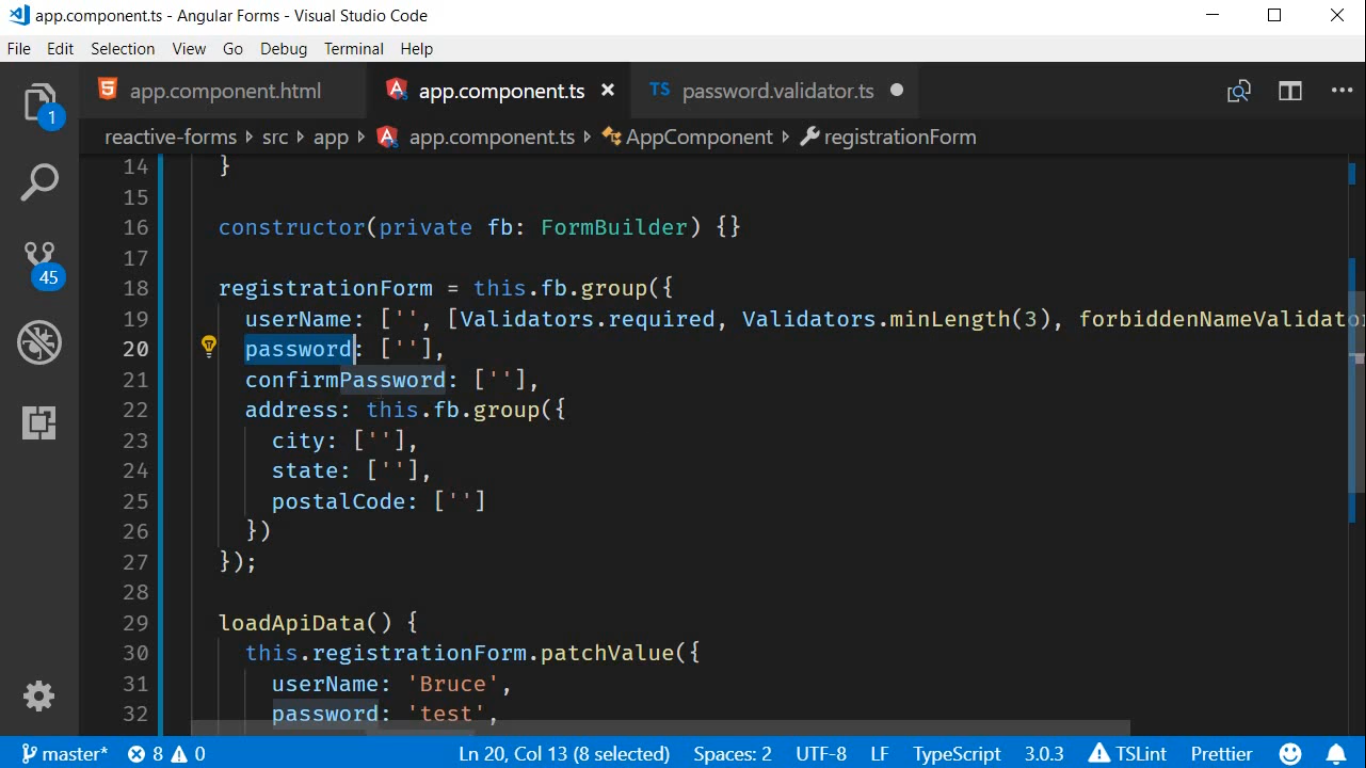 app.component.ts - Angular Forms - Visual Studio Code
File Edit Selection View Go Debug Terminal Help
app.component.html app.component.ts TS password.validator.ts
1
reactive-forms src app app.component.ts AppComponent registrationForm
14 }
15
16 constructor(private fb: FormBuilder) {}
17
45
18 registrationForm = this.fb.group({
19 userName: ['', [Validators.required, Validators.minLength(3), forbiddenNameValidato
20 password: [''],
21 confirmPassword: [''],
22 address: this.fb.group({
23 city: [''],
24 state: [''],
25 postalCode: ['']
26 })
27 });
28
29 loadApiData() {
30 this.registrationForm.patchValue({
31 userName: 'Bruce',
32 password: 'test',
master* 8 0 Ln 20, Col 13 (8 selected) Spaces: 2 UTF-8 LF TypeScript 3.0.3 TSLint Prettier